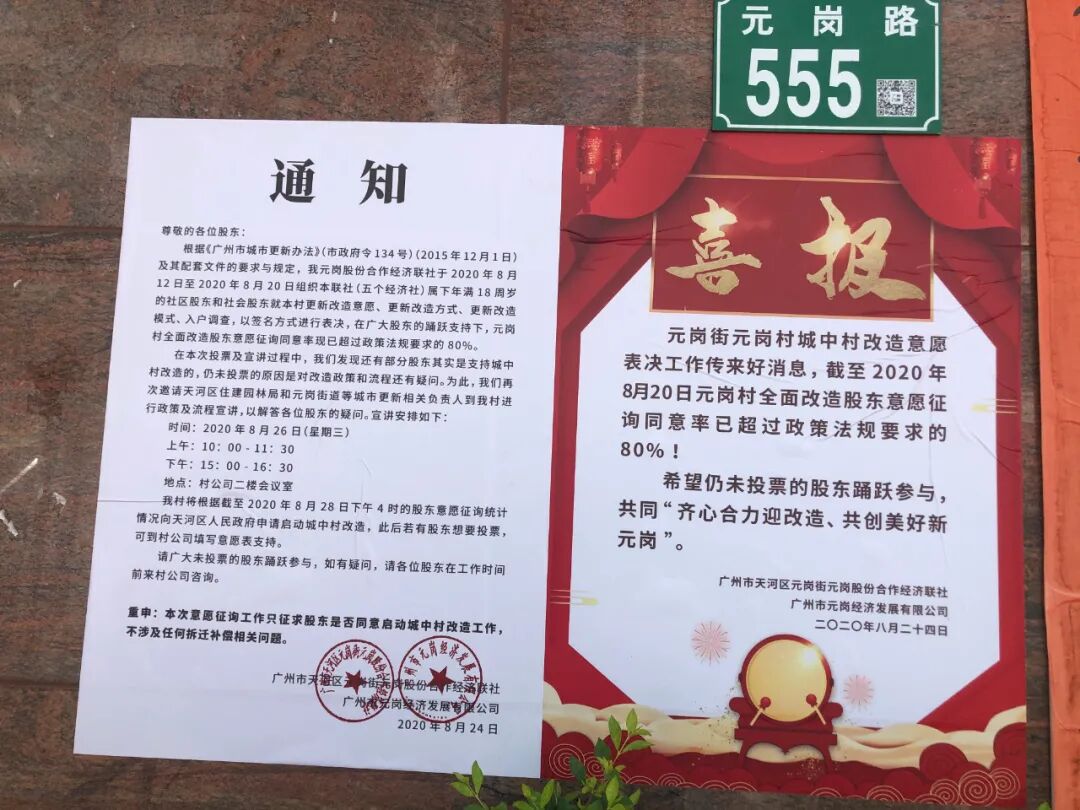 元岗路
555
通知
尊敬的各位股东：
根据《广州市城市更新办法》（市政府令134号）（2015年12月1日）
及其配套文件的要求与规定，我元岗股份合作经济联社于2020年8月
12日至2020年8月20日组织本联社（五个经济社）属下年满18周岁
的社区股东和社会股东就本村更新改造意愿、更新改造方式、更新改造
模式、入户调查，以签名方式进行表决，在广大股东的踊跃支持下，元岗
村全面改造股东意愿征询同意率现已超过政策法规要求的80%。
在本次投票及宣讲过程中，我们发现还有部分股东其实是支持城中
村改造的，仍未投票的原因是对改造政策和流程还有疑问。为此，我们再
次邀请天河区住建园林局和元岗街道等城市更新相关负责人到我村进
行政策及流程宣讲，以解答各位股东的疑问。宣讲安排如下：
时间：2020年8月26日（星期三）
上午：10：00-11：30
下午：15：00-16：30
地点：村公司二楼会议室
我村将根据截至2020年8月28日下午4时的股东意愿征询统计
情况向天河区人民政府申请启动城中村改造，此后若有股东想要投票，
可到村公司填写意愿表支持。
请广大未投票的股东踊跃参与，如有疑问，请各位股东在工作时间
前来村公司咨询。
重申：本次意愿征询工作只征求股东是否同意启动城中村改造工作，
不涉及任何拆迁补偿相关问题。
广州市天河区元岗街元岗股份合作经济联社
广州市元岗经济发展有限公司
2020年8月24日
喜报
元岗街元岗村城中村改造意愿
表决工作传来好消息，截至2020年
8月20日元岗村全面改造股东意愿征
询同意率已超过政策法规要求的
80%！
希望仍未投票的股东踊跃参与，
共同“齐心合力迎改造、共创美好新
元岗”。
广州市天河区元岗街元岗股份合作经济联社
广州市元岗经济发展有限公司
二〇二〇年八月二十四日